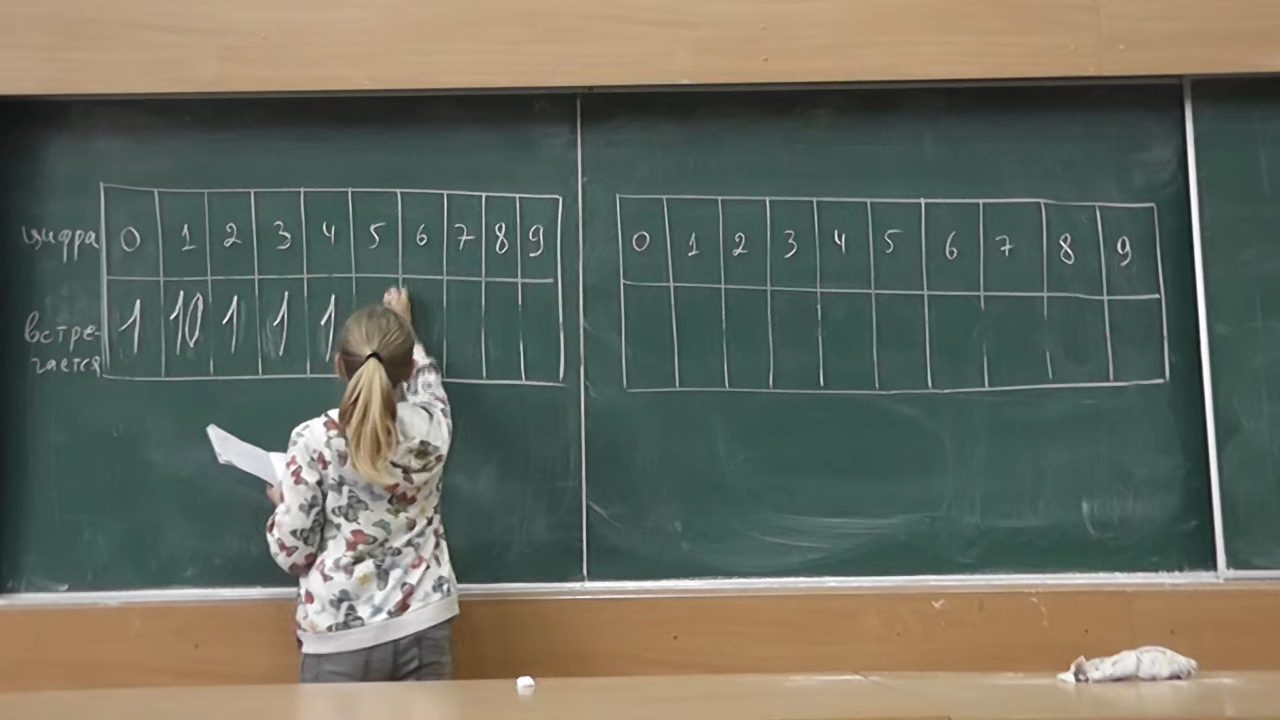 цифра 0 1 2 3 4 5 6 7 8 9
встре- 1 10 1 1 1
чается
0 1 2 3 4 5 6 7 8 9